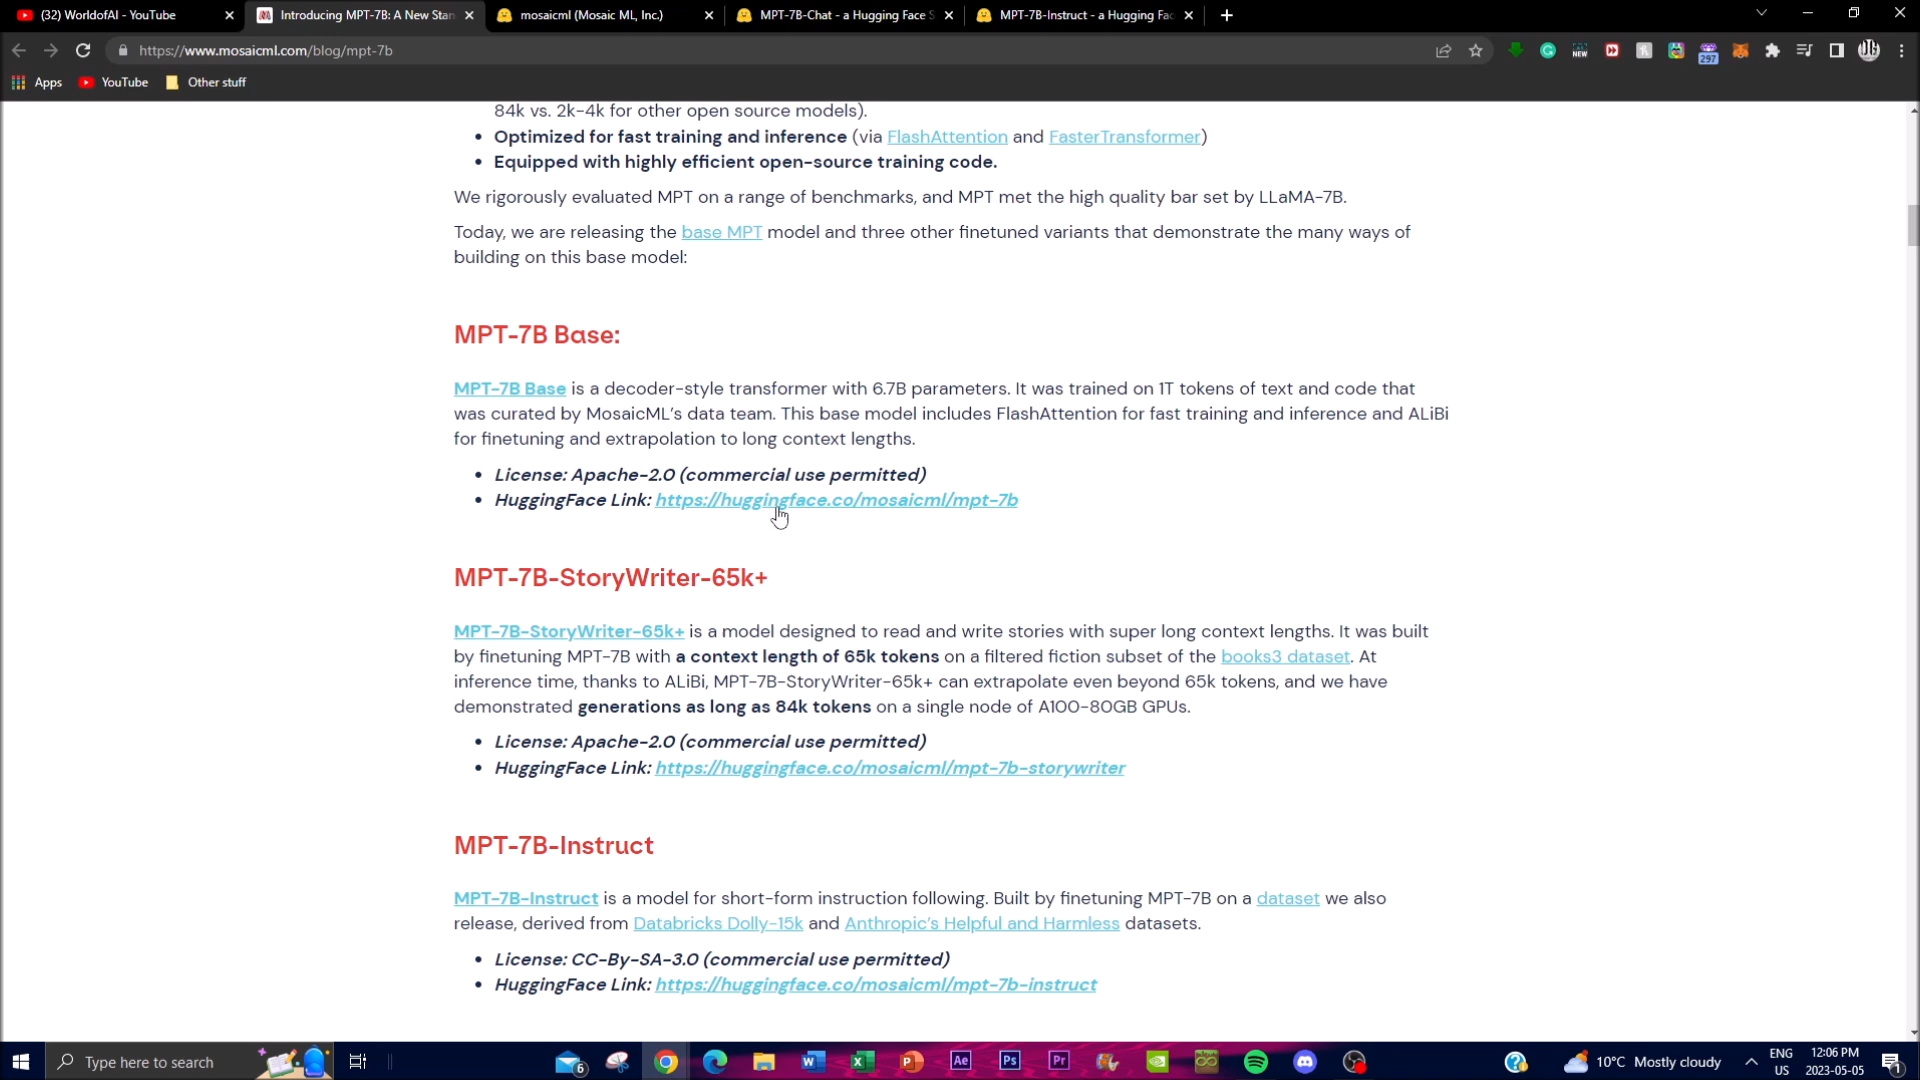 (32) WorldofAI - YouTube
Introducing MPT-7B: A New Stan
mosaicml (Mosaic ML, Inc.)
MPT-7B-Chat - a Hugging Face S
MPT-7B-Instruct - a Hugging Fac
https://www.mosaicml.com/blog/mpt-7b
NEW
297
Apps
YouTube
Other stuff
84k vs. 2k-4k for other open source models).
• Optimized for fast training and inference (via FlashAttention and FasterTransformer)
• Equipped with highly efficient open-source training code.
We rigorously evaluated MPT on a range of benchmarks, and MPT met the high quality bar set by LLaMA-7B.
Today, we are releasing the base MPT model and three other finetuned variants that demonstrate the many ways of
building on this base model:
MPT-7B Base:
MPT-7B Base is a decoder-style transformer with 6.7B parameters. It was trained on 1T tokens of text and code that
was curated by MosaicML's data team. This base model includes FlashAttention for fast training and inference and ALiBi
for finetuning and extrapolation to long context lengths.
• License: Apache-2.0 (commercial use permitted)
• HuggingFace Link: https://huggingface.co/mosaicml/mpt-7b
MPT-7B-StoryWriter-65k+
MPT-7B-StoryWriter-65k+ is a model designed to read and write stories with super long context lengths. It was built
by finetuning MPT-7B with a context length of 65k tokens on a filtered fiction subset of the books3 dataset. At
inference time, thanks to ALiBi, MPT-7B-StoryWriter-65k+ can extrapolate even beyond 65k tokens, and we have
demonstrated generations as long as 84k tokens on a single node of A100-80GB GPUs.
• License: Apache-2.0 (commercial use permitted)
• HuggingFace Link: https://huggingface.co/mosaicml/mpt-7b-storywriter
MPT-7B-Instruct
MPT-7B-Instruct is a model for short-form instruction following. Built by finetuning MPT-7B on a dataset we also
release, derived from Databricks Dolly-15k and Anthropic's Helpful and Harmless datasets.
• License: CC-By-SA-3.0 (commercial use permitted)
• HuggingFace Link: https://huggingface.co/mosaicml/mpt-7b-instruct
Type here to search
6
Ae
Ps
Pr
10°C Mostly cloudy
ENG
US
12:06 PM
2023-05-05
1